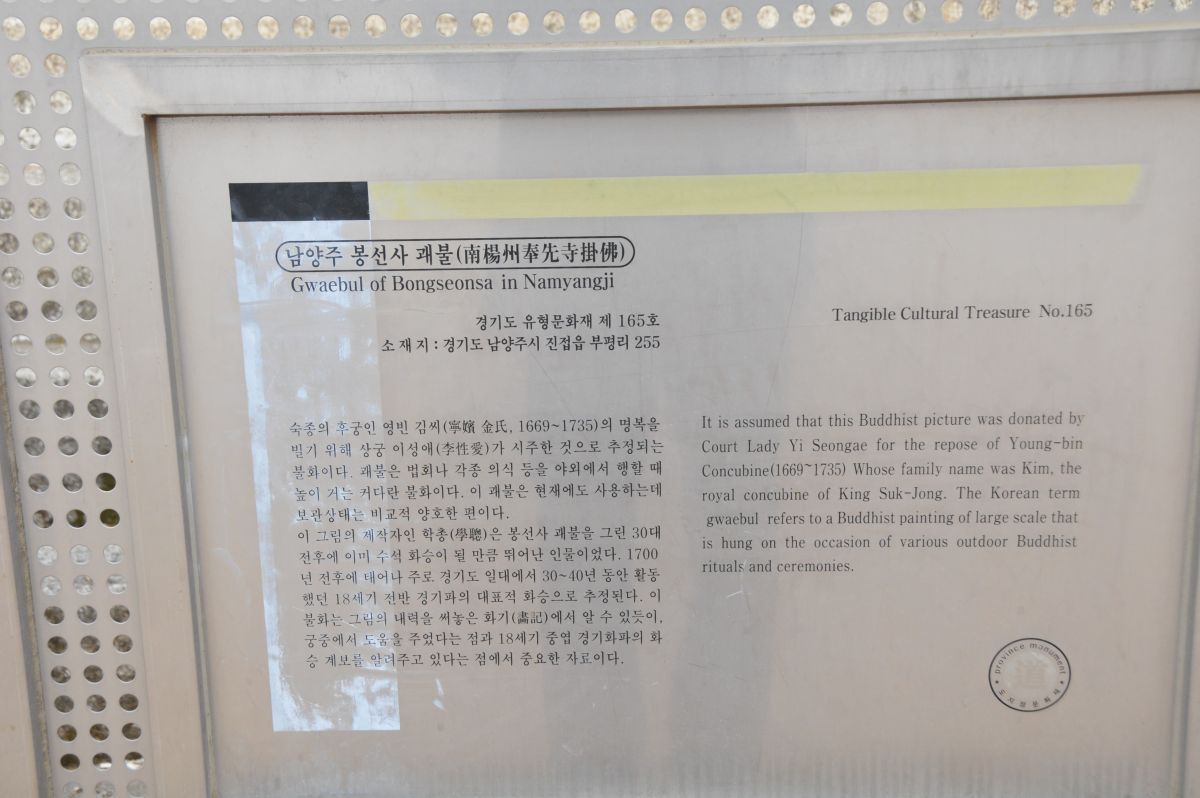 남양주 봉선사 괘불(南楊州奉先寺掛佛)
Gwaebul of Bongseonsa in Namyangji
경기도 유형문화재 제 165호
소 재 지 : 경기도 남양주시 진접읍 부평리 255
Tangible Cultural Treasure No.165
숙종의 후궁인 영빈 김씨(寧嬪 金氏, 1669~1735)의 명복을
빌기 위해 상궁 이성애(李性愛)가 시주한 것으로 추정되는
불화이다. 괘불은 법회나 각종 의식 등을 야외에서 행할 때
높이 거는 커다란 불화이다. 이 괘불은 현재에도 사용하는데
보관상태는 비교적 양호한 편이다.
이 그림의 제작자인 학총(學聰)은 봉선사 괘불을 그린 30대
전후에 이미 수석 화승이 될 만큼 뛰어난 인물이었다. 1700
년 전후에 태어나 주로 경기도 일대에서 30~40년 동안 활동
했던 18세기 전반 경기파의 대표적 화승으로 추정된다. 이
불화는 그림의 내력을 써놓은 화기(畵記)에서 알 수 있듯이,
궁중에서 도움을 주었다는 점과 18세기 중엽 경기화파의 화
승 계보를 알려주고 있다는 점에서 중요한 자료이다.
It is assumed that this Buddhist picture was donated by
Court Lady Yi Seongae for the repose of Young-bin
Concubine(1669~1735) Whose family name was Kim, the
royal concubine of King Suk-Jong. The Korean term
gwaebul refers to a Buddhist painting of large scale that
is hung on the occasion of various outdoor Buddhist
rituals and ceremonies.
province monument
道
도지정문화재